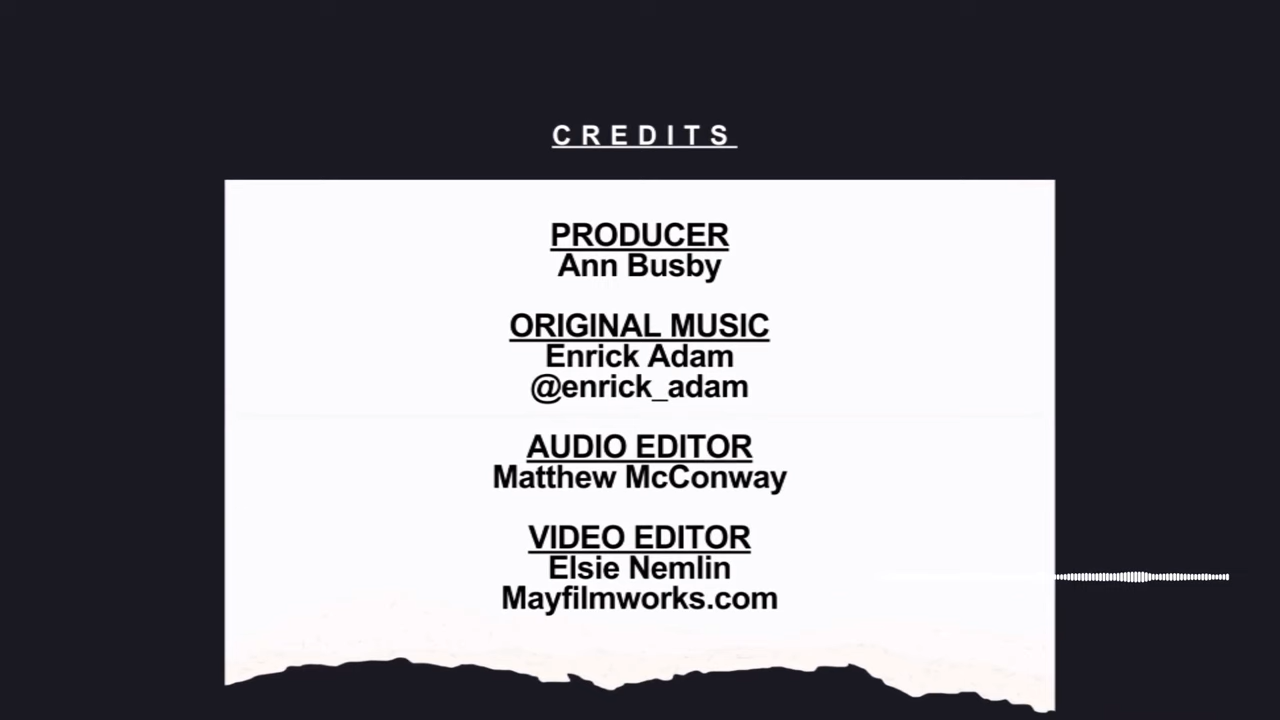 CREDITS
PRODUCER
Ann Busby
ORIGINAL MUSIC
Enrick Adam
@enrick_adam
AUDIO EDITOR
Matthew McConway
VIDEO EDITOR
Elsie Nemlin
Mayfilmworks.com